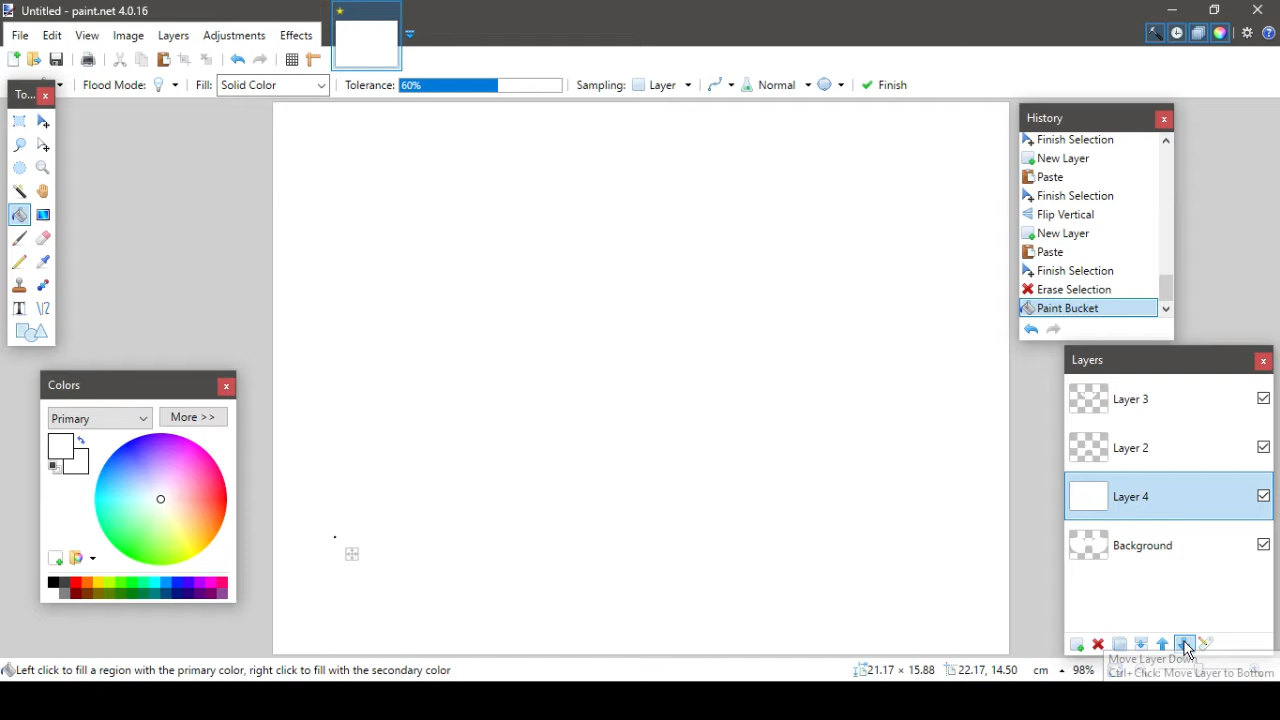 Untitled - paint.net 4.0.16
File Edit View Image Layers Adjustments Effects
Flood Mode: Fill: Solid Color Tolerance: 60% Sampling: Layer Normal Finish
To...
History
Finish Selection
New Layer
Paste
Finish Selection
Flip Vertical
New Layer
Paste
Finish Selection
Erase Selection
Paint Bucket
Layers
Layer 3
Layer 2
Layer 4
Background
Colors
Primary More >>
Move Layer Down
Ctrl+Click: Move Layer to Bottom
Left click to fill a region with the primary color, right click to fill with the secondary color 21.17 × 15.88 22.17, 14.50 cm 98%